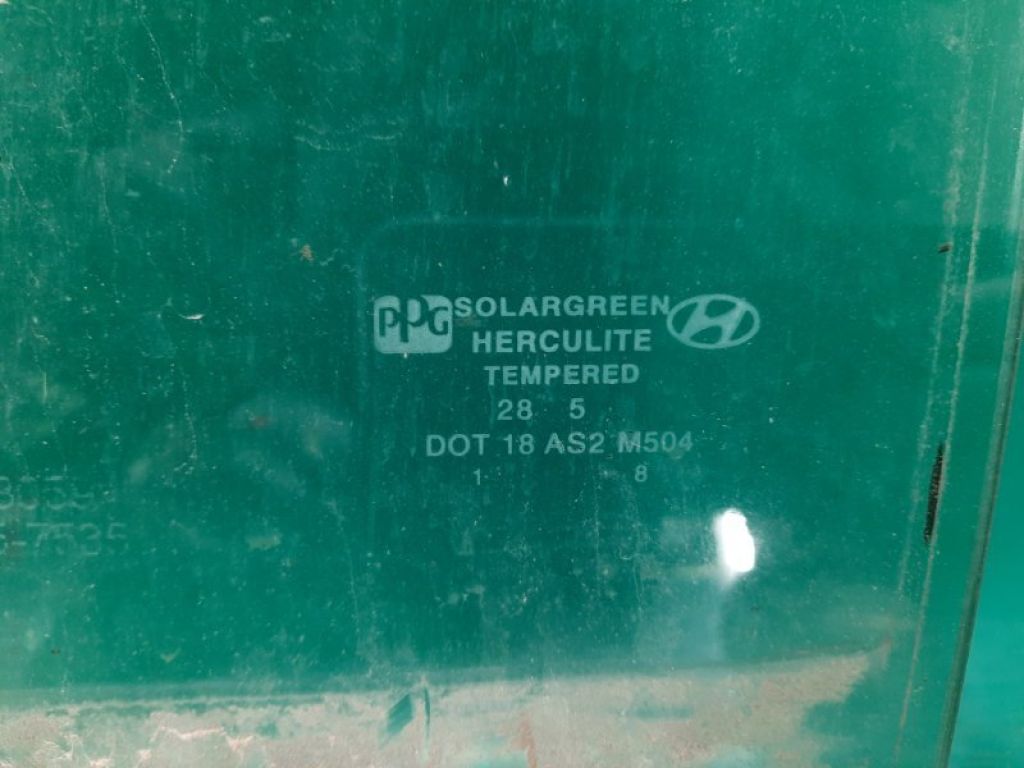 PPG SOLARGREEN
HERCULITE
TEMPERED
28 5
DOT 18 AS2 M504
1 8